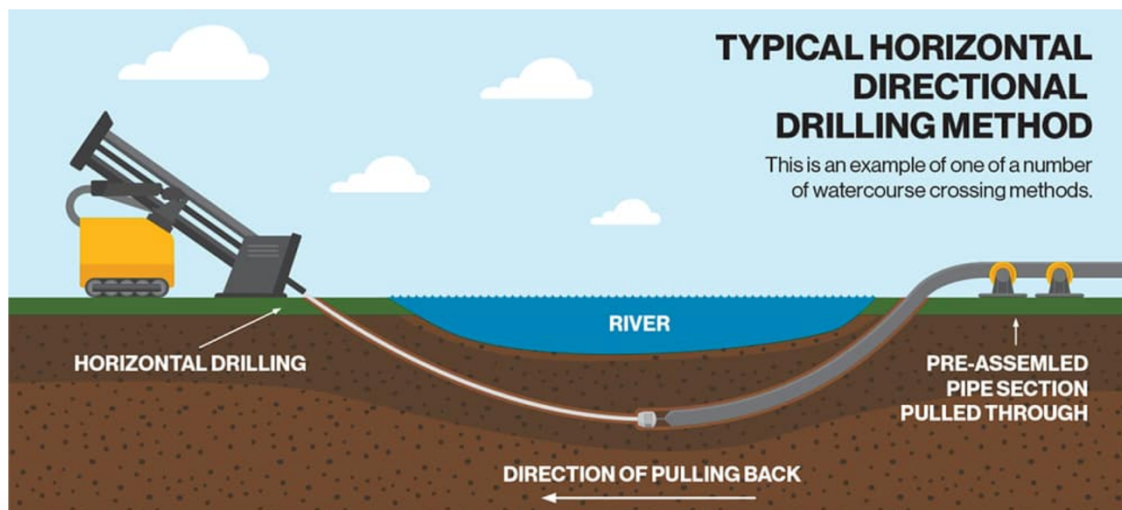 TYPICAL HORIZONTAL
DIRECTIONAL
DRILLING METHOD
This is an example of one of a number
of watercourse crossing methods.
RIVER
HORIZONTAL DRILLING
PRE-ASSEMLED
PIPE SECTION
PULLED THROUGH
DIRECTION OF PULLING BACK